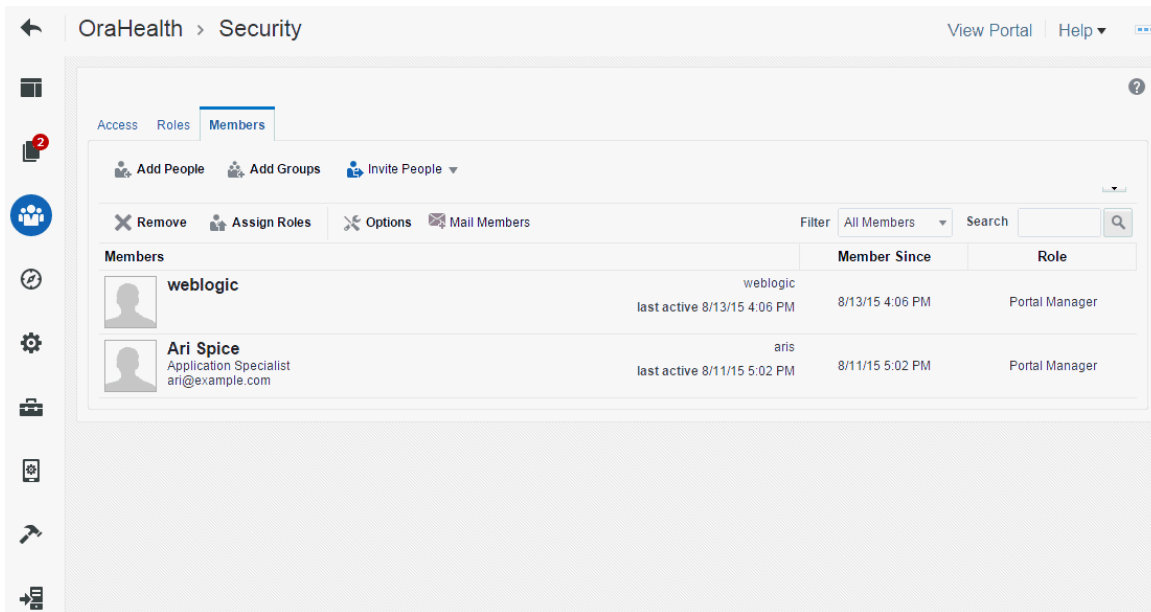 OraHealth > Security
View Portal Help
Access Roles Members
2
Add People Add Groups Invite People
Remove Assign Roles Options Mail Members Filter All Members Search
Members Member Since Role
weblogic weblogic
last active 8/13/15 4:06 PM 8/13/15 4:06 PM Portal Manager
Ari Spice aris
Application Specialist
ari@example.com last active 8/11/15 5:02 PM 8/11/15 5:02 PM Portal Manager